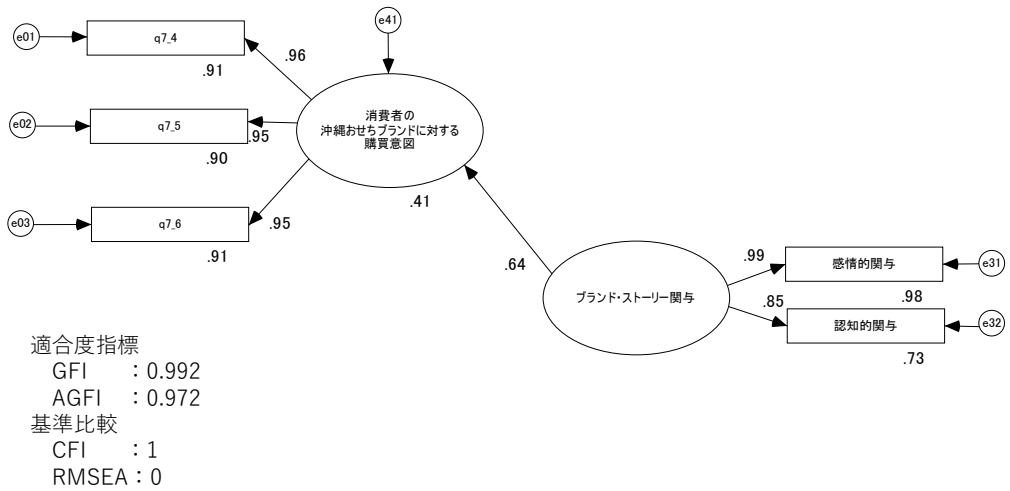 e41
e01
q7_4
.96
.91
消費者の
沖縄おせちブランドに対する
購買意図
e02
q7_5
.95
.90
.41
e03
q7_6
.95
.91
.64
ブランド・ストーリー関与
.99
感情的関与
e31
.98
.85
認知的関与
e32
.73
適合度指標
GFI :0.992
AGFI :0.972
基準比較
CFI :1
RMSEA:0